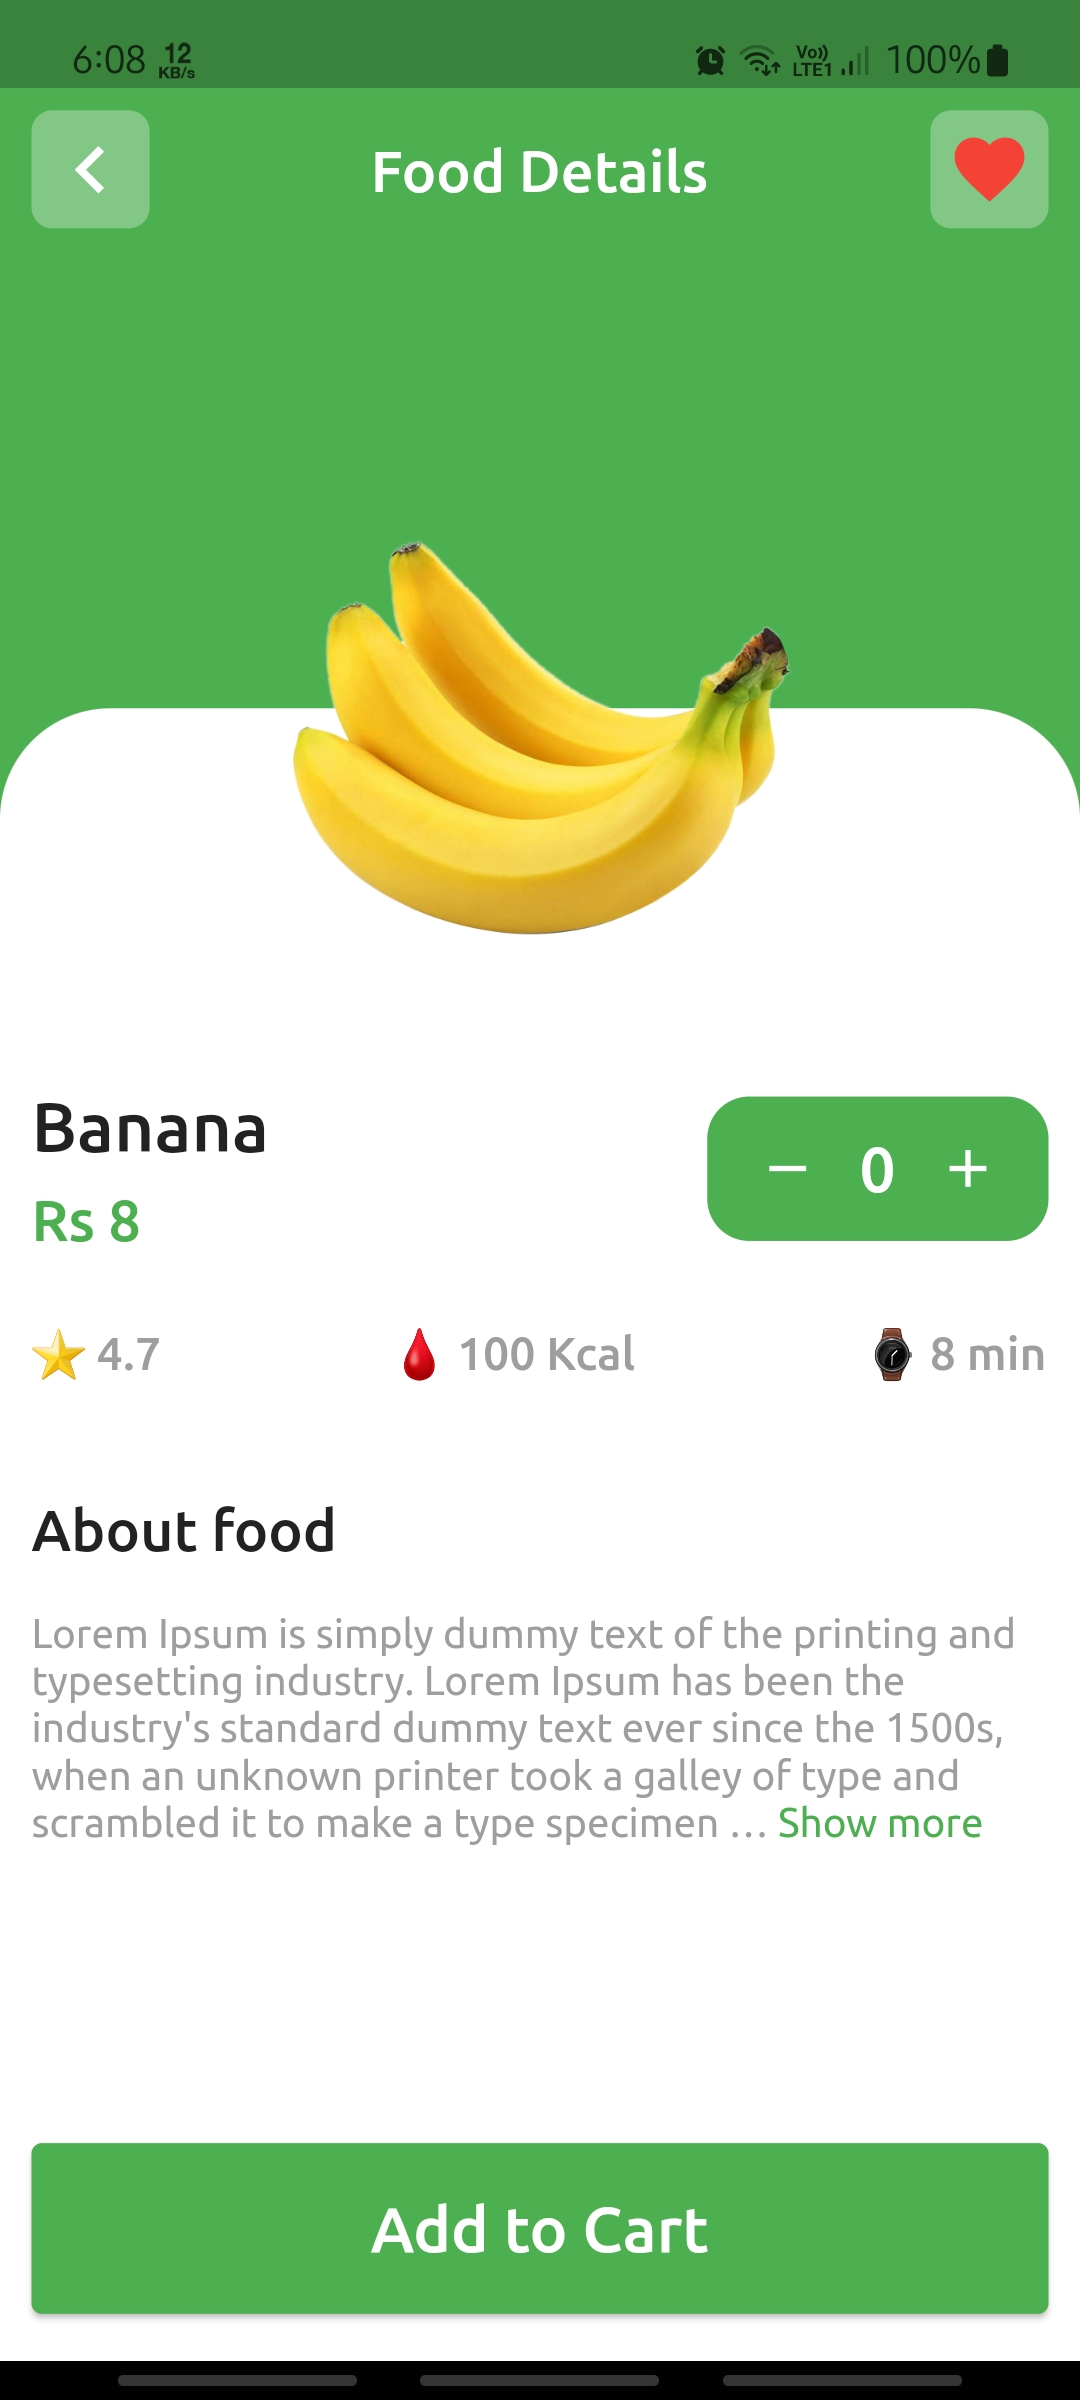 6:08 12 KB/s Vo)) LTE1 100%
Food Details
Banana
Rs 8
0
4.7 100 Kcal 8 min
About food
Lorem Ipsum is simply dummy text of the printing and
typesetting industry. Lorem Ipsum has been the
industry's standard dummy text ever since the 1500s,
when an unknown printer took a galley of type and
scrambled it to make a type specimen … Show more
Add to Cart